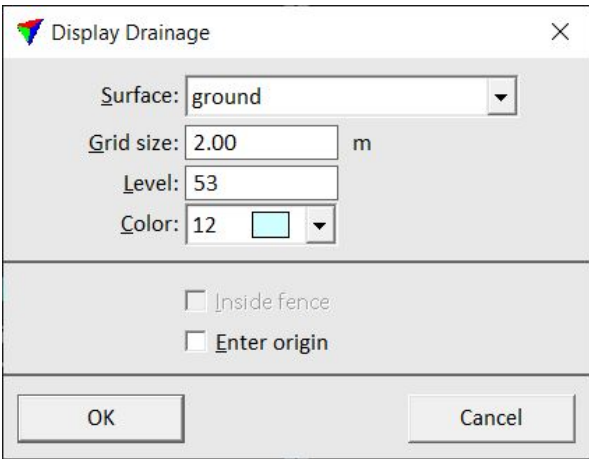 Display Drainage
Surface: ground
Grid size: 2.00 m
Level: 53
Color: 12
Inside fence
Enter origin
OK Cancel